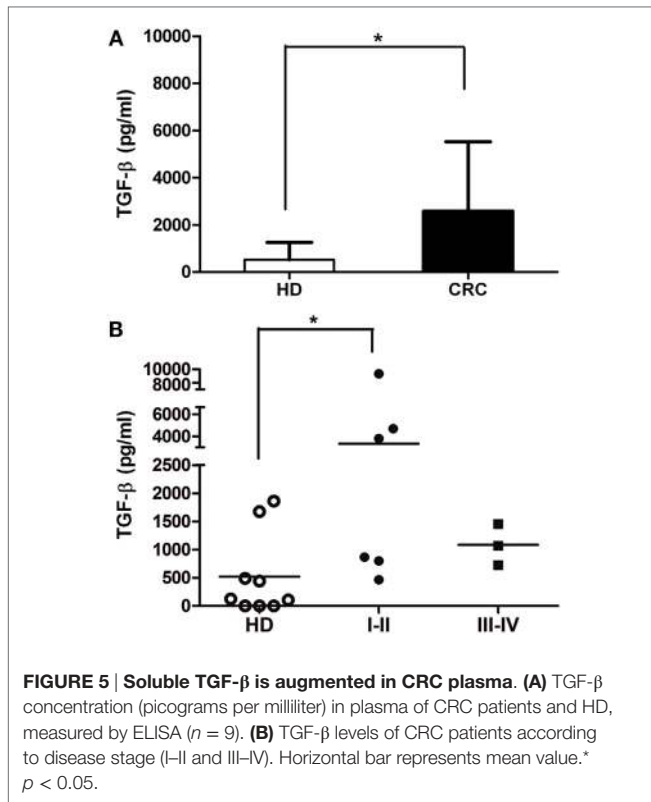 A
*
10000
8000
6000
4000
2000
0
TGF-β (pg/ml)
HD
CRC
B
*
10000
8000
6000
4000
2500
2000
1500
1000
500
0
TGF-β (pg/ml)
HD
I-II
III-IV
FIGURE 5 | Soluble TGF-β is augmented in CRC plasma. (A) TGF-β
concentration (picograms per milliliter) in plasma of CRC patients and HD,
measured by ELISA (n = 9). (B) TGF-β levels of CRC patients according
to disease stage (I–II and III–IV). Horizontal bar represents mean value.*
p < 0.05.